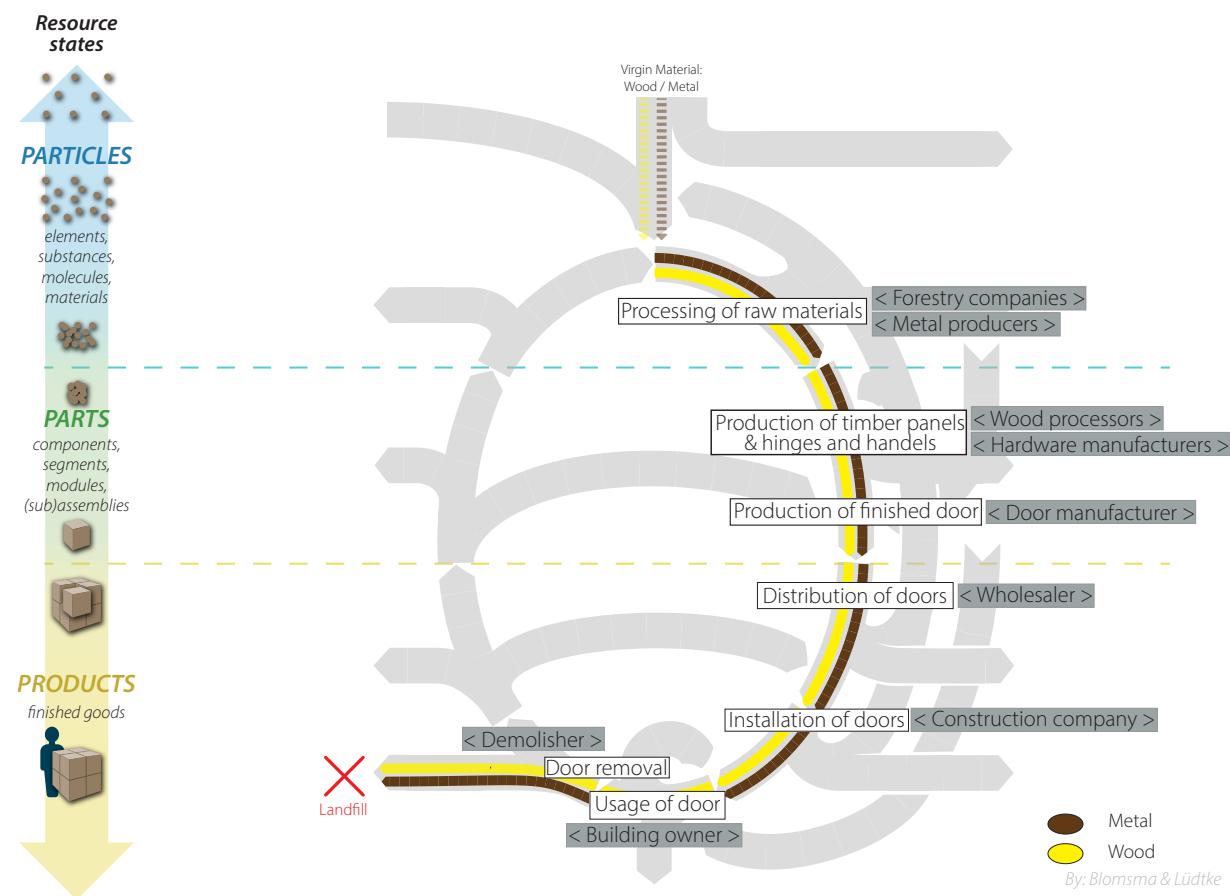 Resource
states
PARTICLES
elements,
substances,
molecules,
materials
PARTS
components,
segments,
modules,
(sub)assemblies
PRODUCTS
finished goods
Virgin Material:
Wood / Metal
Processing of raw materials
< Forestry companies >
< Metal producers >
Production of timber panels
& hinges and handels
< Wood processors >
< Hardware manufacturers >
Production of finished door
< Door manufacturer >
Distribution of doors
< Wholesaler >
Installation of doors
< Construction company >
< Demolisher >
Door removal
Usage of door
< Building owner >
Landfill
Metal
Wood
By: Blomsma & Lüdtke